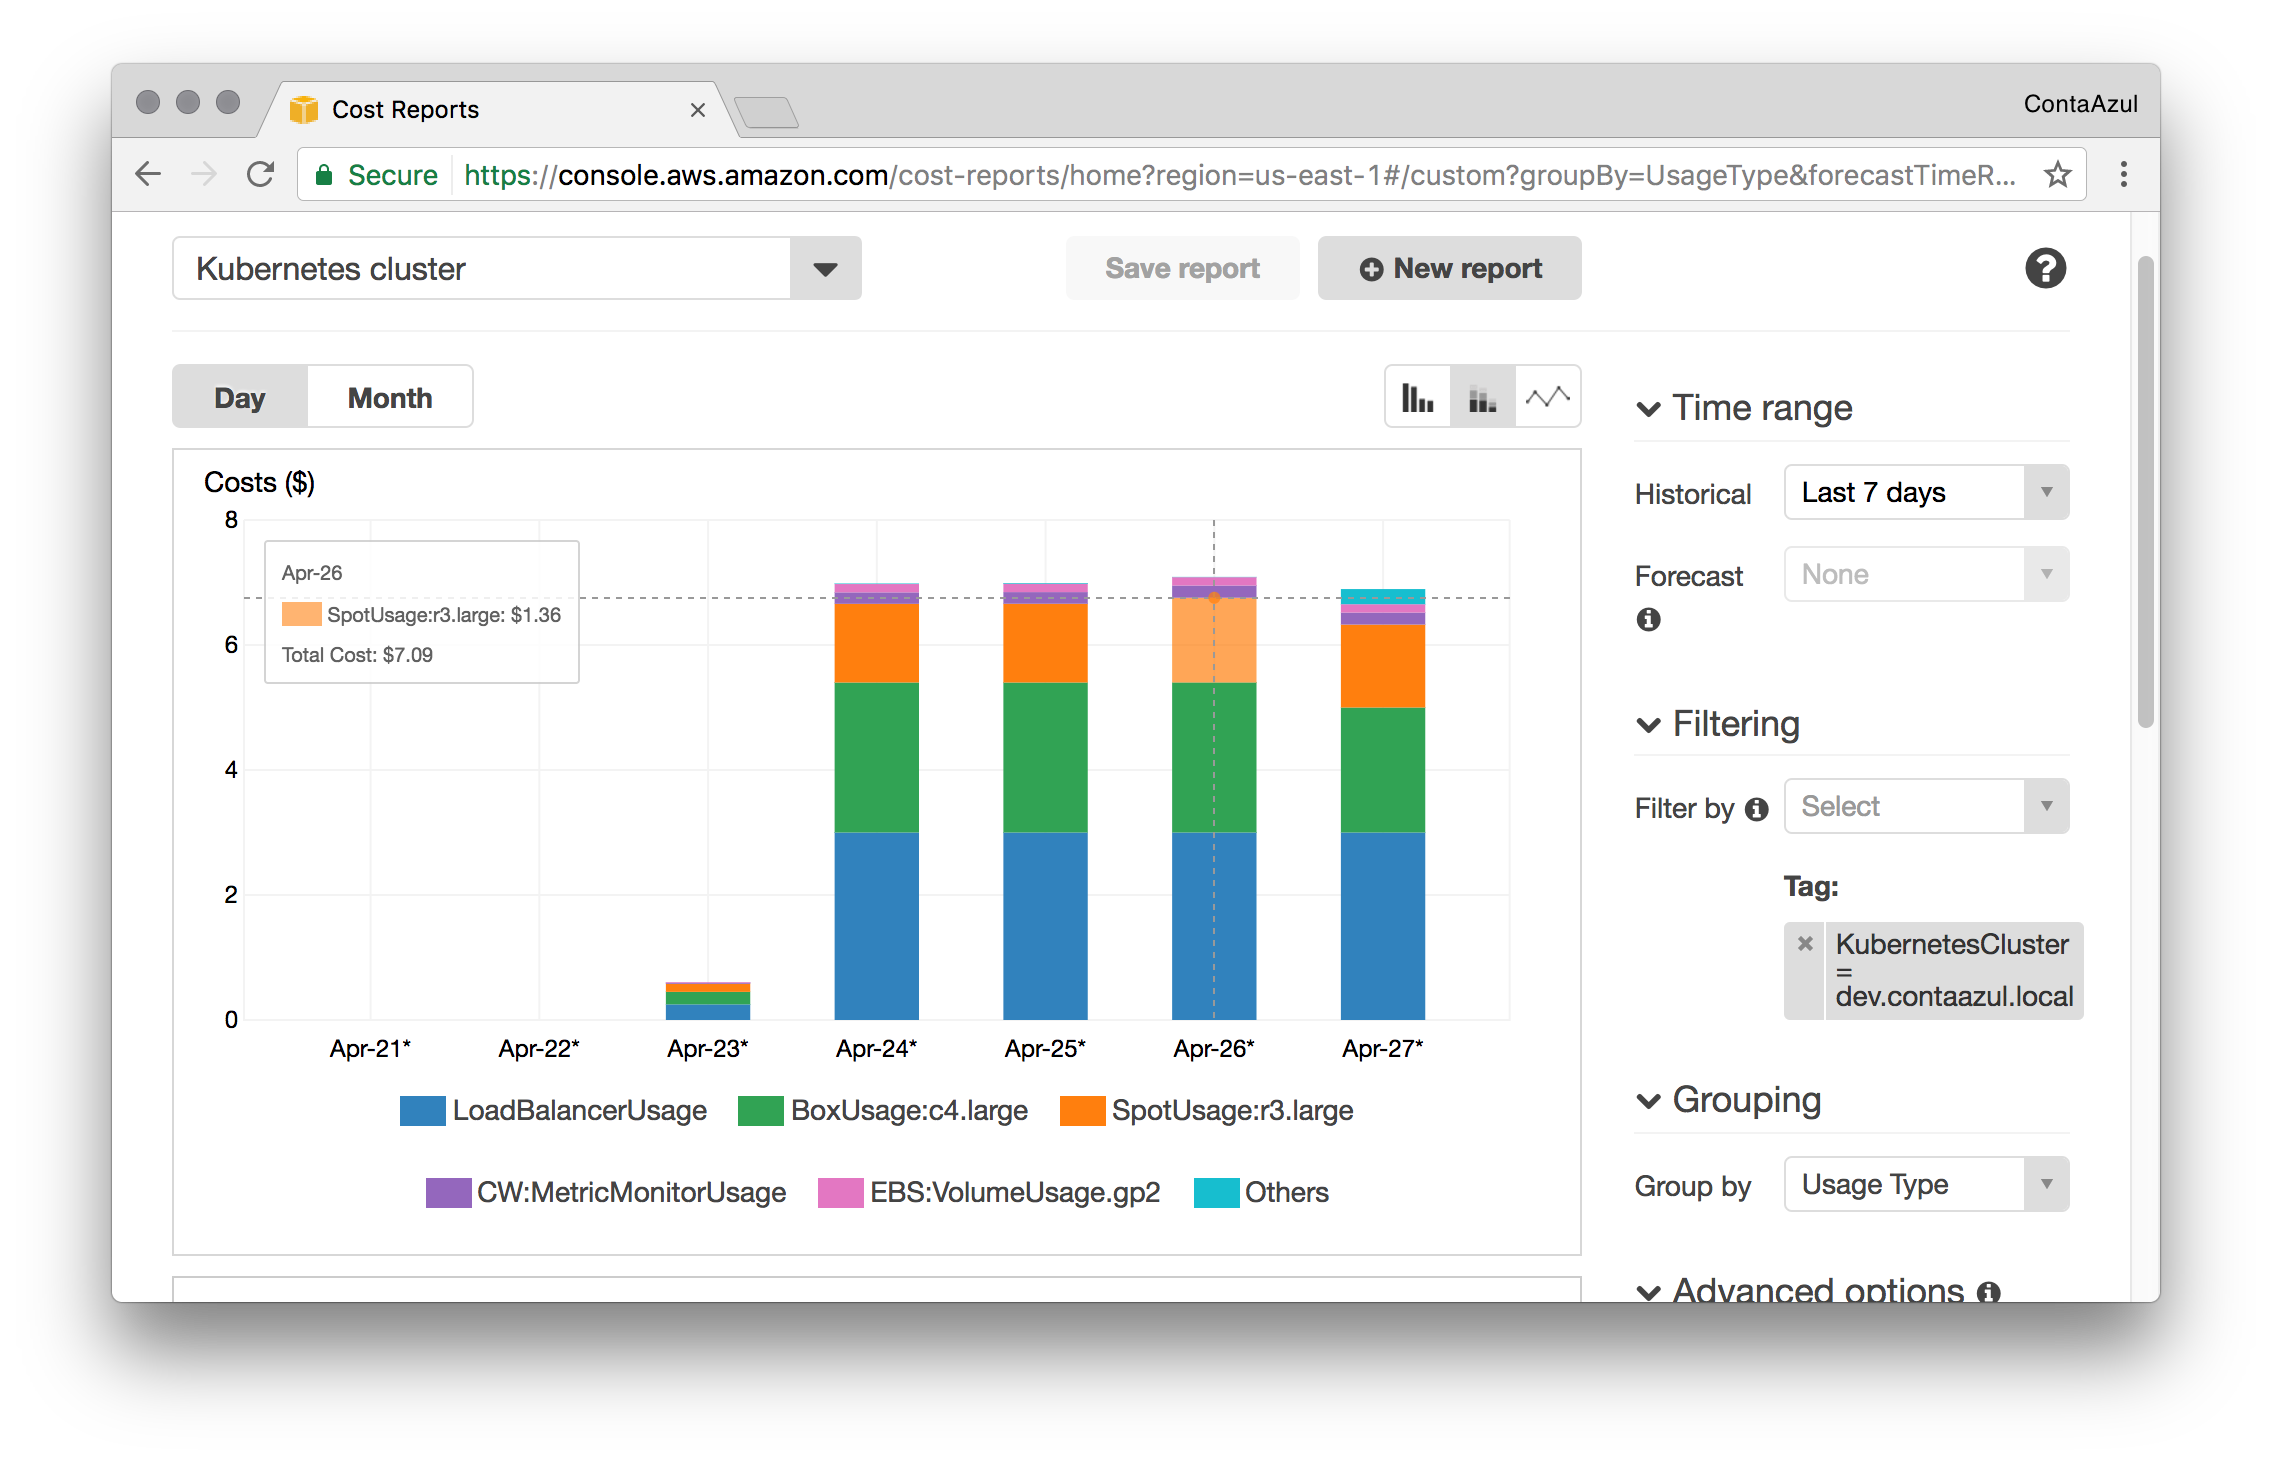 Cost Reports
ContaAzul
Secure https://console.aws.amazon.com/cost-reports/home?region=us-east-1#/custom?groupBy=UsageType&forecastTimeR...
Kubernetes cluster
Save report
New report
Day Month
Time range
Historical Last 7 days
Forecast None
Filtering
Filter by Select
Tag:
KubernetesCluster
=
dev.contaazul.local
Grouping
Group by Usage Type
Advanced options
Costs ($)
8
6
4
2
0
Apr-26
SpotUsage:r3.large: $1.36
Total Cost: $7.09
Apr-21* Apr-22* Apr-23* Apr-24* Apr-25* Apr-26* Apr-27*
LoadBalancerUsage BoxUsage:c4.large SpotUsage:r3.large
CW:MetricMonitorUsage EBS:VolumeUsage.gp2 Others